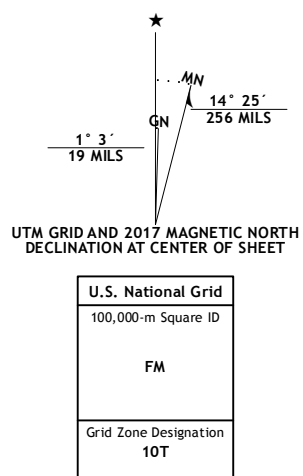 MN
GN
14° 25´
256 MILS
1° 3´
19 MILS
UTM GRID AND 2017 MAGNETIC NORTH
DECLINATION AT CENTER OF SHEET
U.S. National Grid
100,000-m Square ID
FM
Grid Zone Designation
10T